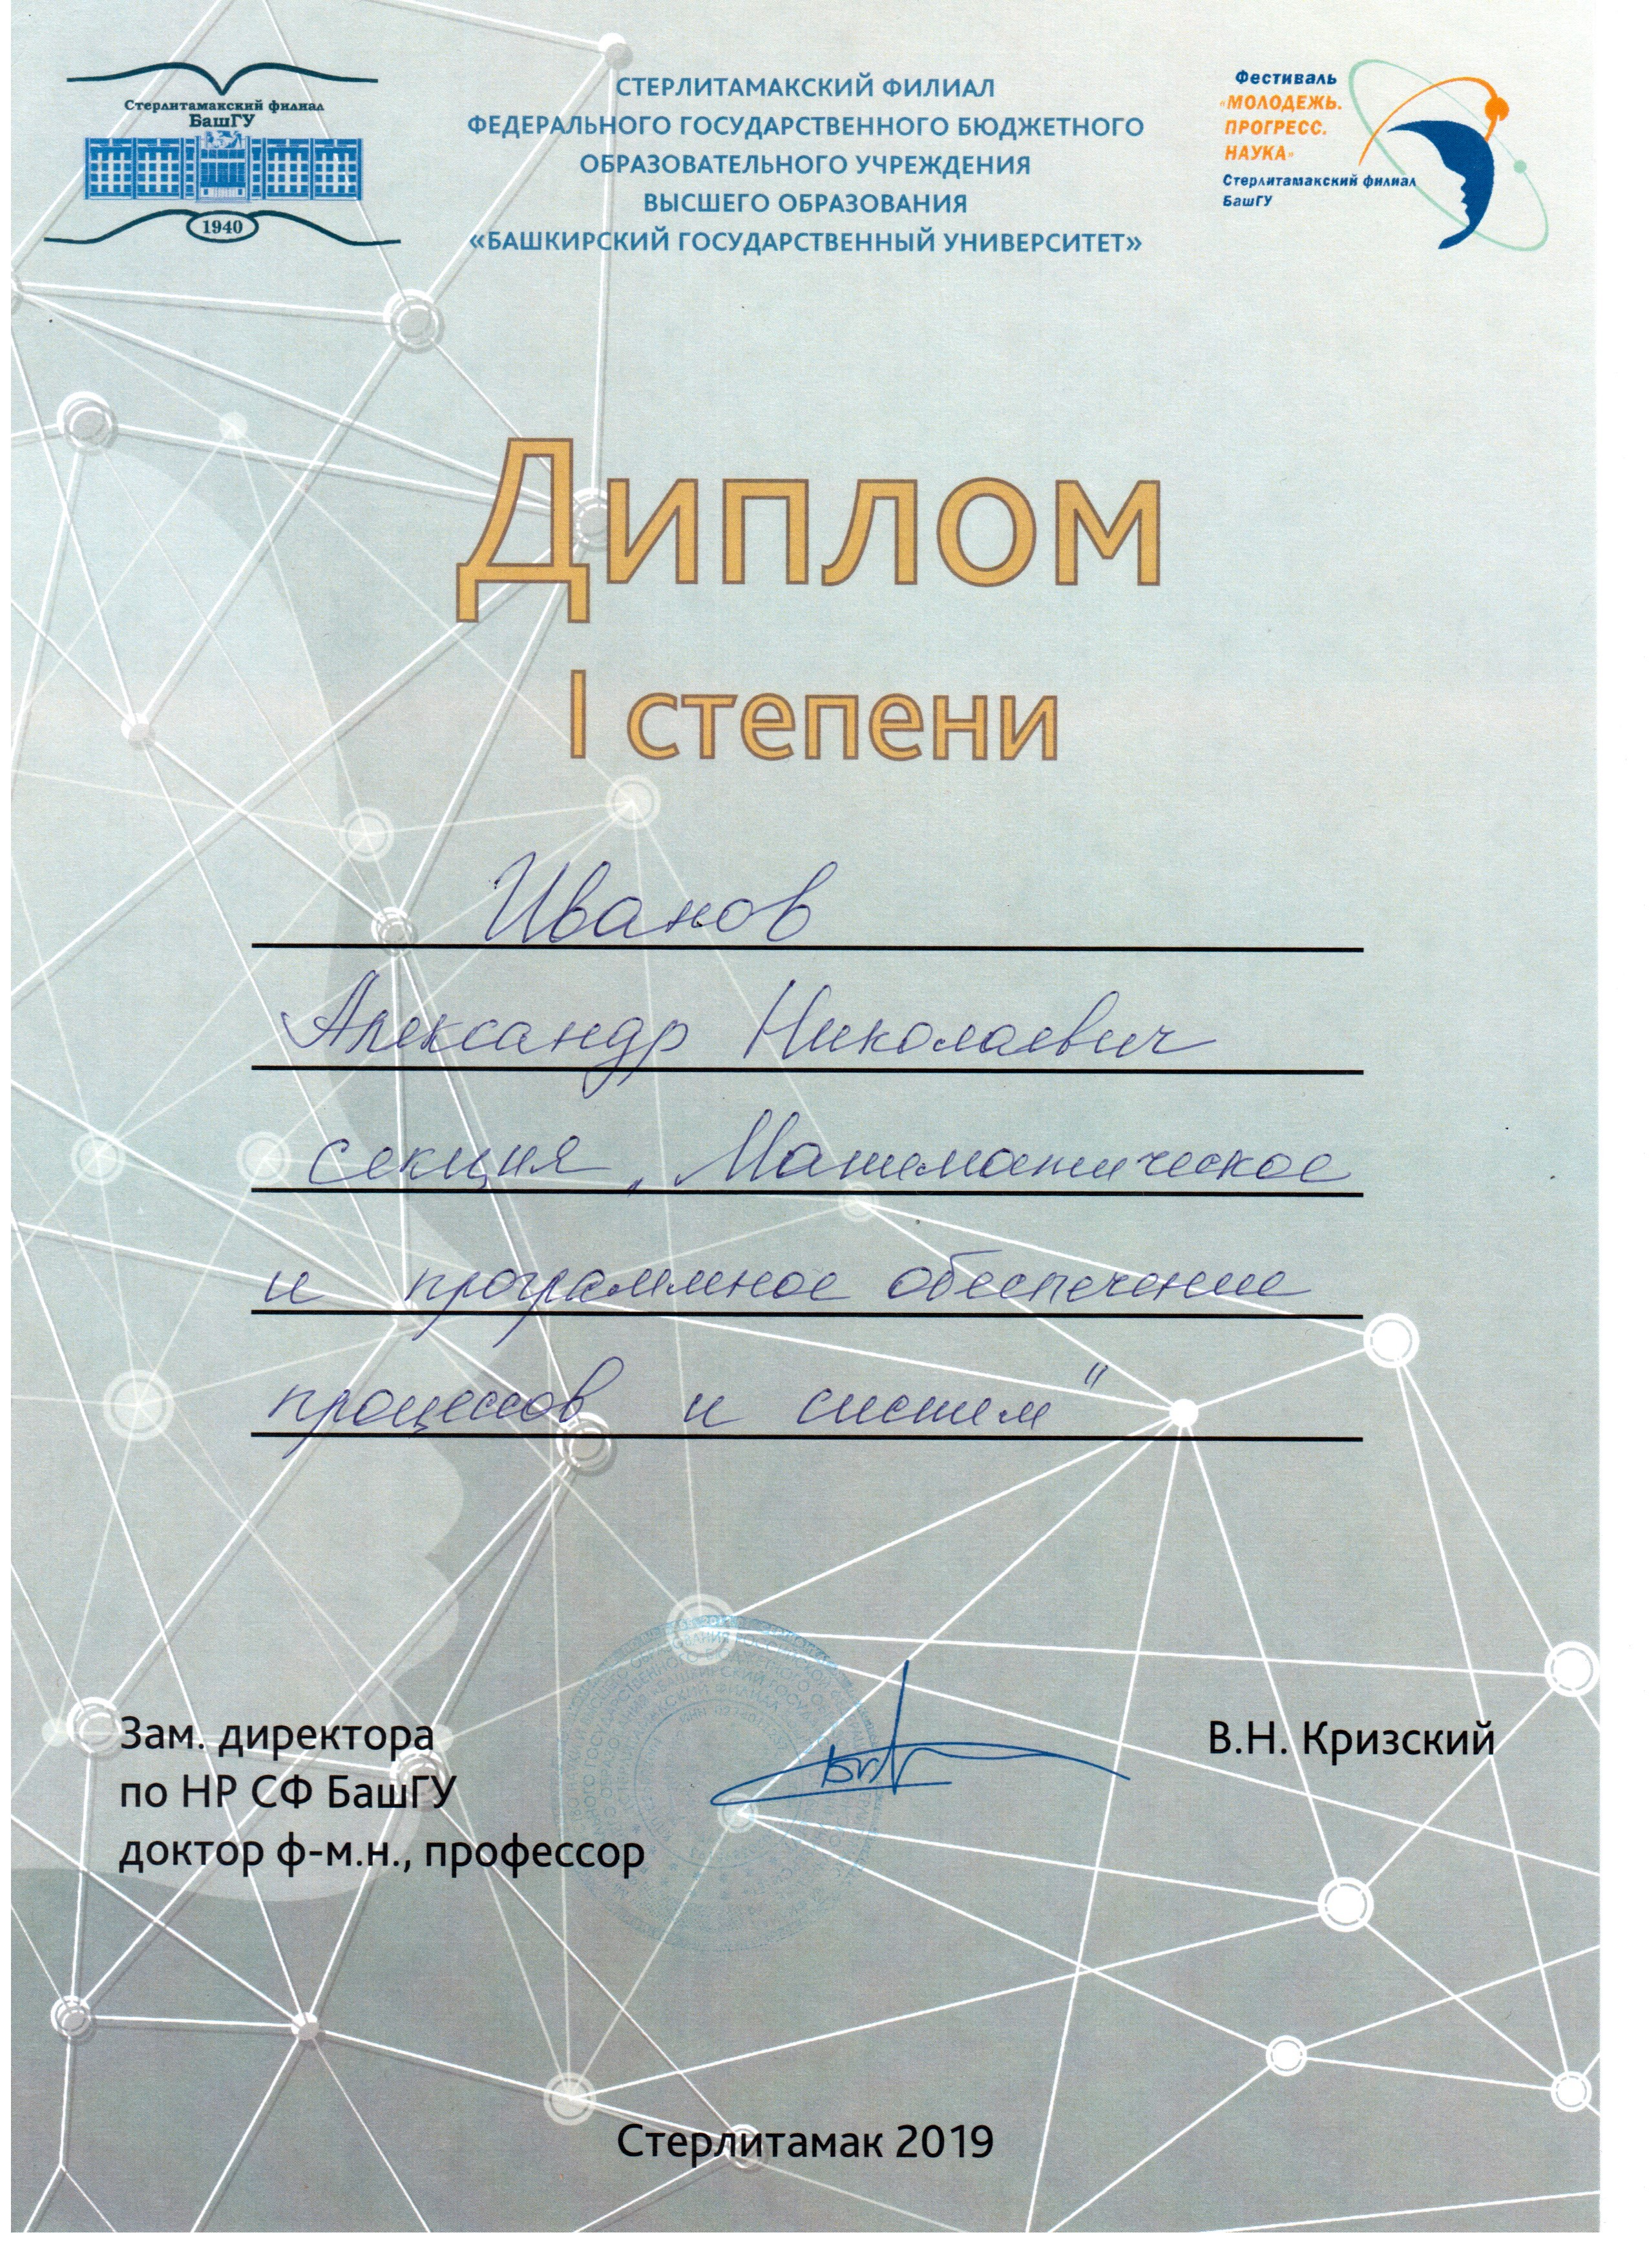 Стерлитамакский филиал
БашГУ
1940
СТЕРЛИТАМАКСКИЙ ФИЛИАЛ
ФЕДЕРАЛЬНОГО ГОСУДАРСТВЕННОГО БЮДЖЕТНОГО
ОБРАЗОВАТЕЛЬНОГО УЧРЕЖДЕНИЯ
ВЫСШЕГО ОБРАЗОВАНИЯ
«БАШКИРСКИЙ ГОСУДАРСТВЕННЫЙ УНИВЕРСИТЕТ»
Фестиваль
«МОЛОДЕЖЬ.
ПРОГРЕСС.
НАУКА»
Стерлитамакский филиал
БашГУ
Диплом
I степени
Иванов
Александр Николаевич
секция „Математическое
и программное обеспечение
процессов и систем"
Зам. директора
по НР СФ БашГУ
доктор ф-м.н., профессор
В.Н. Кризский
Стерлитамак 2019